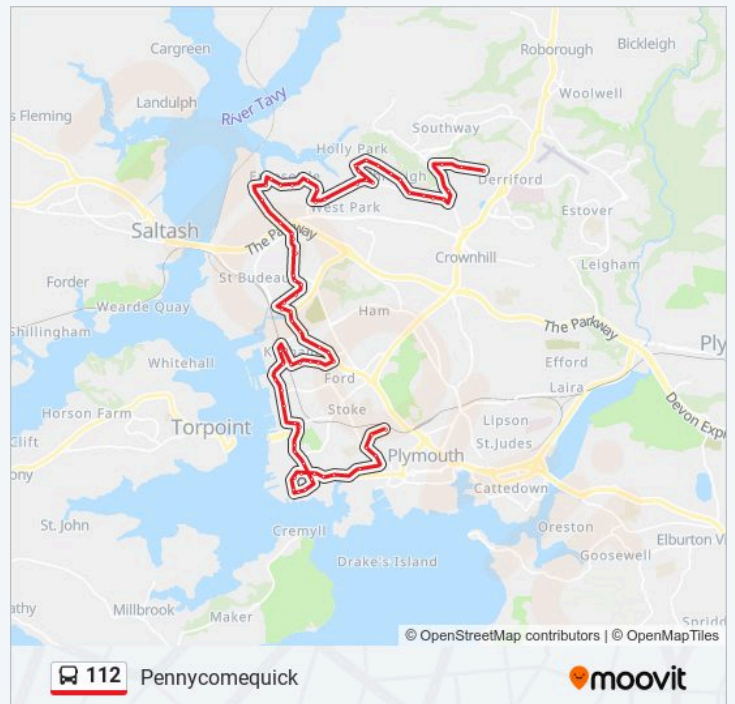 Cargreen
Bickleigh
Roborough
Landulph
Woolwell
s Fleming
River Tavy
Southway
Holly Park
Derriford
West Park
Estover
Saltash
The Parkway
Crownhill
Leigham
Forder
St Budeau
Wearde Quay
Ham
The Parkway
Shillingham
Ply
Whitehall
Efford
Ford
Laira
Horson Farm
Stoke
Devon Expr
Torpoint
Lipson
Clift
St.Judes
ony
Plymouth
Cattedown
St. John
Cremyll
Oreston
Elburton Vi
Goosewell
Drake's Island
athy
Millbrook
Maker
Spridd
© OpenStreetMap contributors | © OpenMapTiles
112 Pennycomequick
moovit